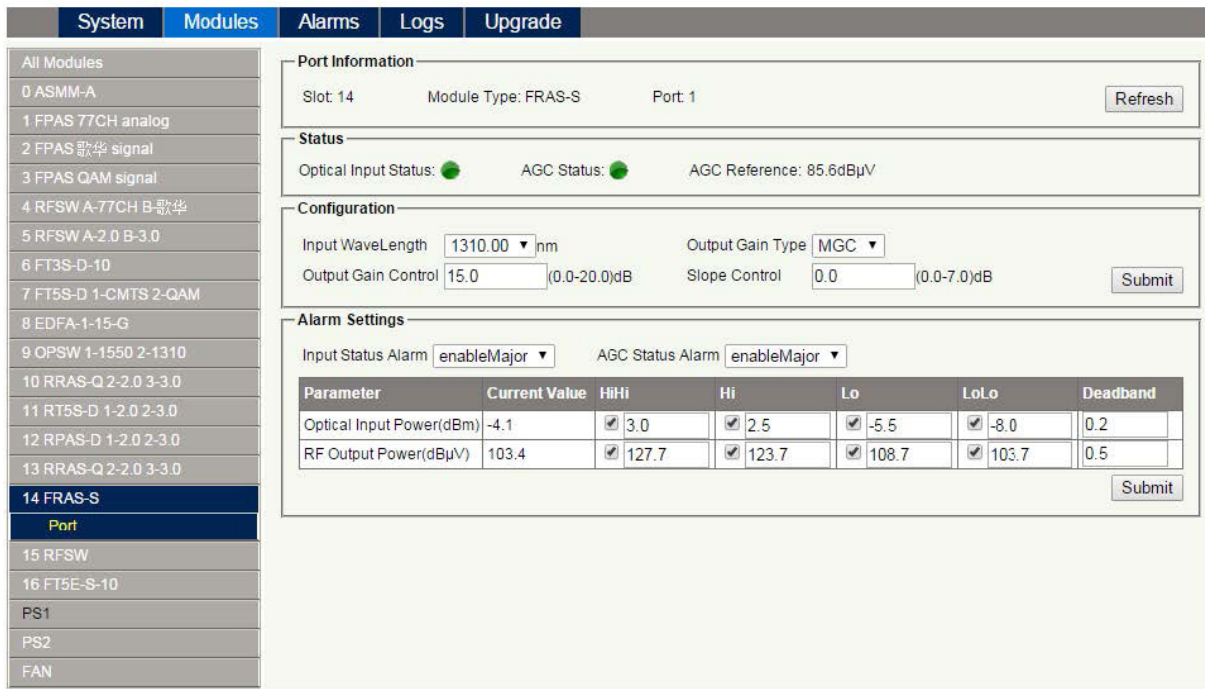 System Modules Alarms Logs Upgrade
All Modules
0 ASMM-A
1 FPAS 77CH analog
2 FPAS 歌华 signal
3 FPAS QAM signal
4 RFSW A-77CH B-歌华
5 RFSW A-2.0 B-3.0
6 FT3S-D-10
7 FT5S-D 1-CMTS 2-QAM
8 EDFA-1-15-G
9 OPSW 1-1550 2-1310
10 RRAS-Q 2-2.0 3-3.0
11 RT5S-D 1-2.0 2-3.0
12 RPAS-D 1-2.0 2-3.0
13 RRAS-Q 2-2.0 3-3.0
14 FRAS-S
Port
15 RFSW
16 FT5E-S-10
PS1
PS2
FAN
Port Information
Slot: 14 Module Type: FRAS-S Port: 1 Refresh
Status
Optical Input Status: AGC Status: AGC Reference: 85.6dBµV
Configuration
Input WaveLength 1310.00 nm Output Gain Type MGC
Output Gain Control 15.0 (0.0-20.0)dB Slope Control 0.0 (0.0-7.0)dB Submit
Alarm Settings
Input Status Alarm enableMajor AGC Status Alarm enableMajor
Parameter Current Value HiHi Hi Lo LoLo Deadband
Optical Input Power(dBm) -4.1 3.0 2.5 -5.5 -8.0 0.2
RF Output Power(dBµV) 103.4 127.7 123.7 108.7 103.7 0.5
Submit